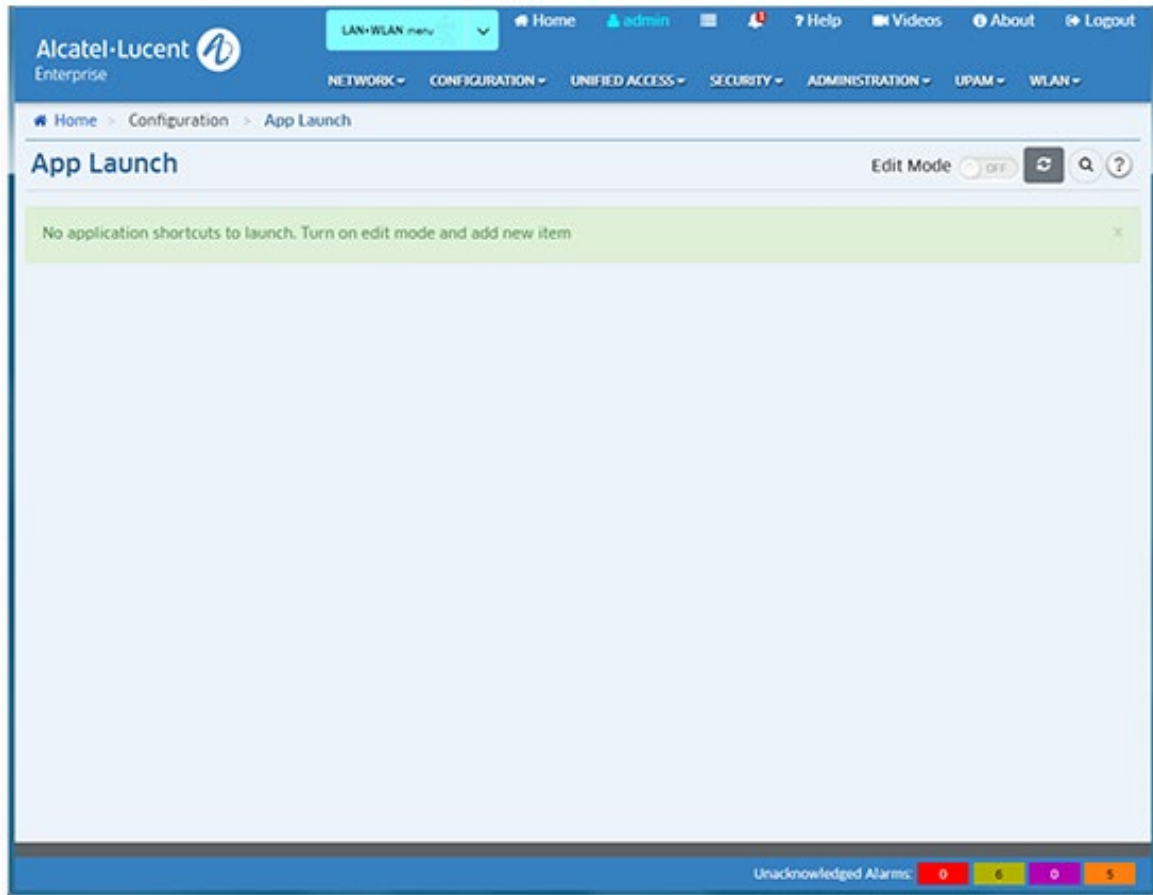 Alcatel·Lucent
Enterprise
LAN+WLAN menu
Home admin 1 ? Help Videos About Logout
NETWORK CONFIGURATION UNIFIED ACCESS SECURITY ADMINISTRATION UPAM WLAN
Home > Configuration > App Launch
App Launch
Edit Mode OFF ?
No application shortcuts to launch. Turn on edit mode and add new item x
Unacknowledged Alarms: 0 6 0 5